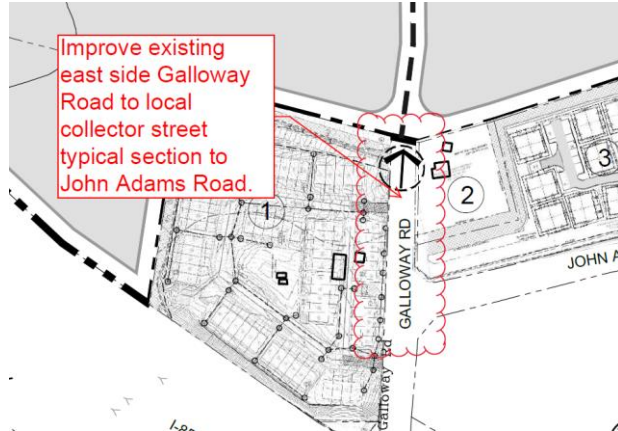 Improve existing
east side Galloway
Road to local
collector street
typical section to
John Adams Road.
1
2
3
GALLOWAY RD
JOHN A
Galloway Rd
I-85